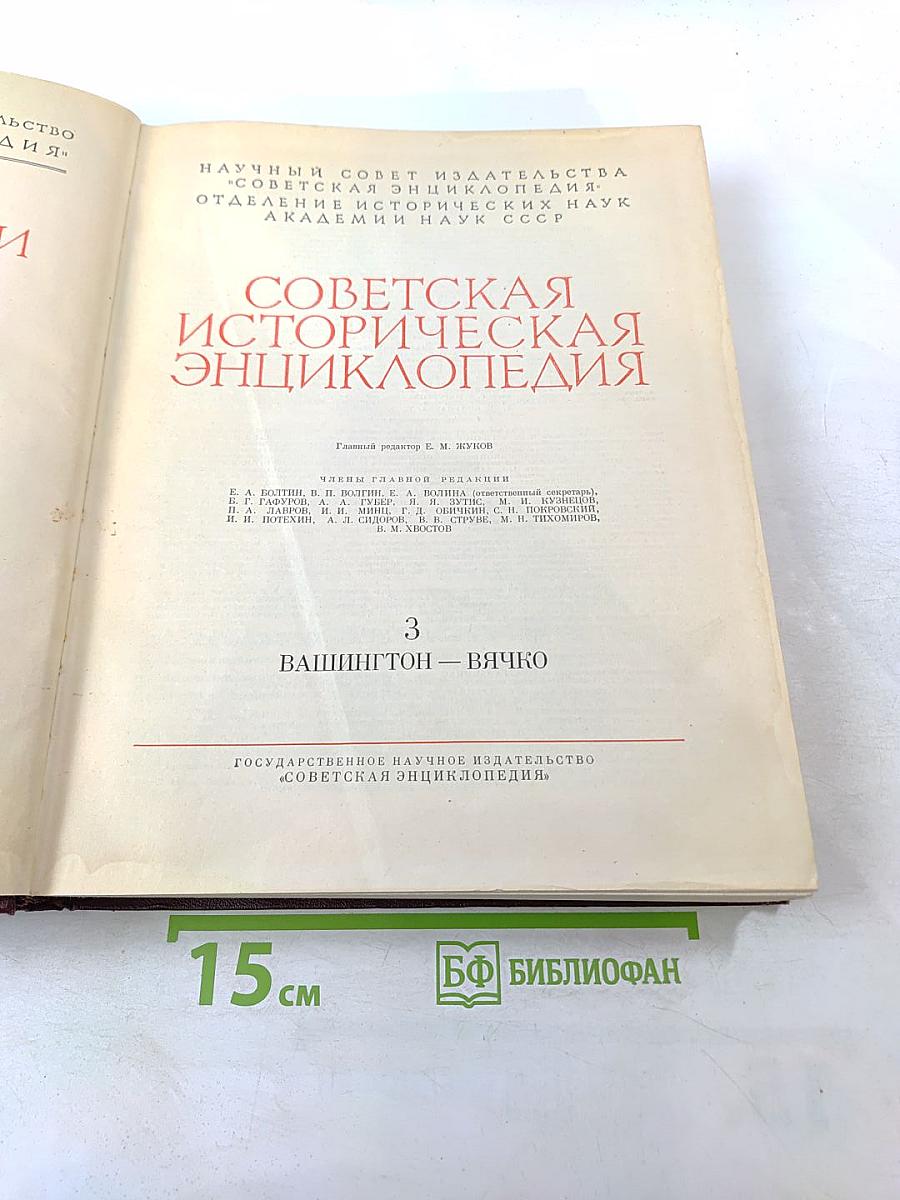 ЛЬСТВО
ДИЯ"
И
НАУЧНЫЙ СОВЕТ ИЗДАТЕЛЬСТВА
"СОВЕТСКАЯ ЭНЦИКЛОПЕДИЯ"
ОТДЕЛЕНИЕ ИСТОРИЧЕСКИХ НАУК
АКАДЕМИИ НАУК СССР
СОВЕТСКАЯ
ИСТОРИЧЕСКАЯ
ЭНЦИКЛОПЕДИЯ
Главный редактор Е. М. ЖУКОВ
ЧЛЕНЫ ГЛАВНОЙ РЕДАКЦИИ
Е. А. БОЛТИН, В. П. ВОЛГИН, Е. А. ВОЛИНА (ответственный секретарь),
Б. Г. ГАФУРОВ, А. А. ГУБЕР, Я. Я. ЗУТИС, М. И. КУЗНЕЦОВ,
П. А. ЛАВРОВ, И. И. МИНЦ, Г. Д. ОБИЧКИН, С. Н. ПОКРОВСКИЙ,
И. И. ПОТЕХИН, А. Л. СИДОРОВ, В. В. СТРУВЕ, М. Н. ТИХОМИРОВ,
В. М. ХВОСТОВ
3
ВАШИНГТОН — ВЯЧКО
ГОСУДАРСТВЕННОЕ НАУЧНОЕ ИЗДАТЕЛЬСТВО
«СОВЕТСКАЯ ЭНЦИКЛОПЕДИЯ»
15 см
БФ БИБЛИОФАН